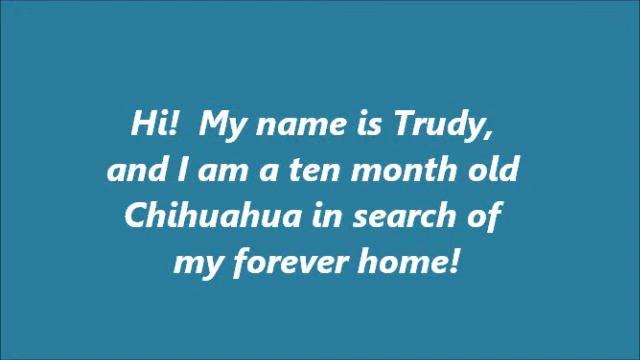 Hi!  My name is Trudy,
and I am a ten month old
Chihuahua in search of
my forever home!